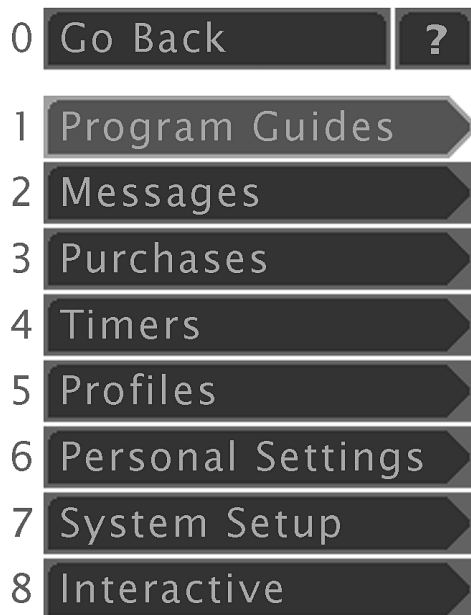 0 Go Back ?
1 Program Guides
2 Messages
3 Purchases
4 Timers
5 Profiles
6 Personal Settings
7 System Setup
8 Interactive